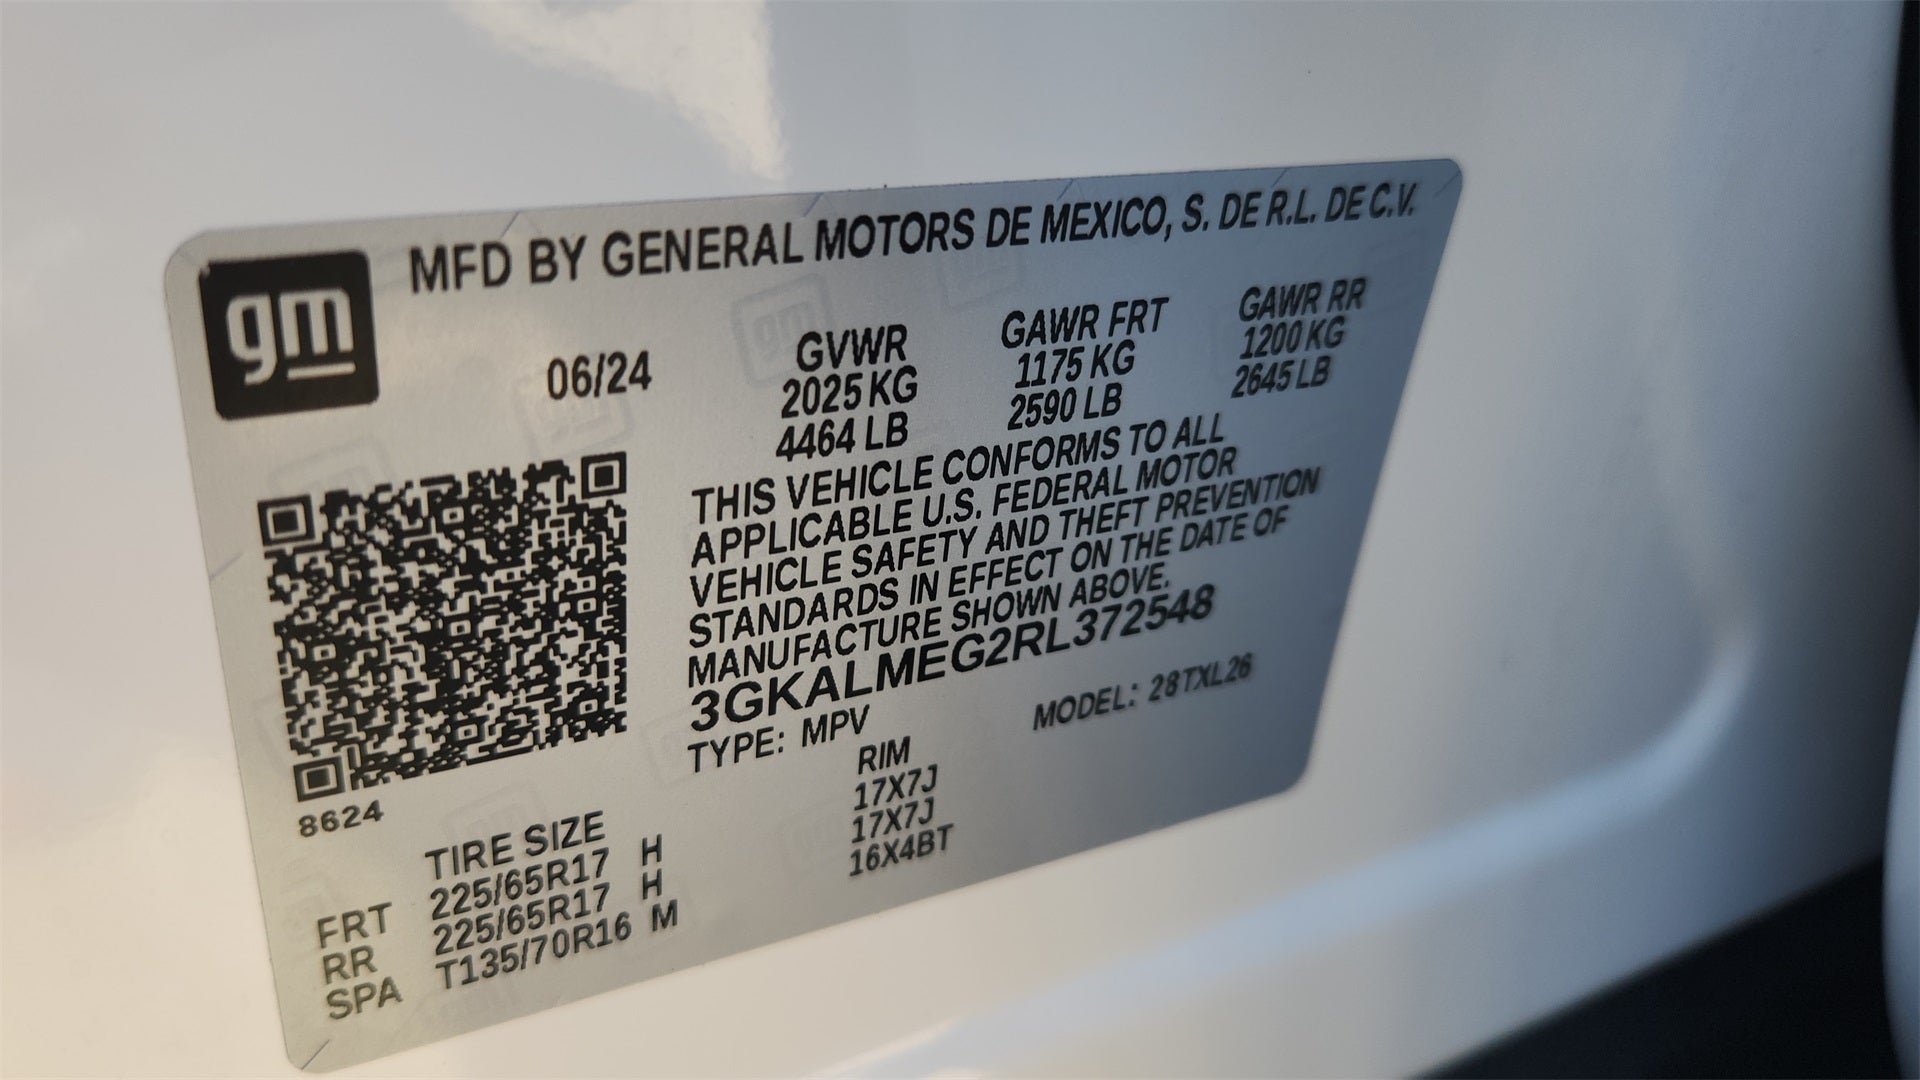 gm
MFD BY GENERAL MOTORS DE MEXICO, S. DE R.L. DE C.V.
06/24 GVWR GAWR FRT GAWR RR
2025 KG 1175 KG 1200 KG
4464 LB 2590 LB 2645 LB
THIS VEHICLE CONFORMS TO ALL
APPLICABLE U.S. FEDERAL MOTOR
VEHICLE SAFETY AND THEFT PREVENTION
STANDARDS IN EFFECT ON THE DATE OF
MANUFACTURE SHOWN ABOVE.
3GKALMEG2RL372548
TYPE: MPV MODEL: 28TXL26
8624
TIRE SIZE RIM
FRT 225/65R17 H 17X7J
RR 225/65R17 H 17X7J
SPA T135/70R16 M 16X4BT